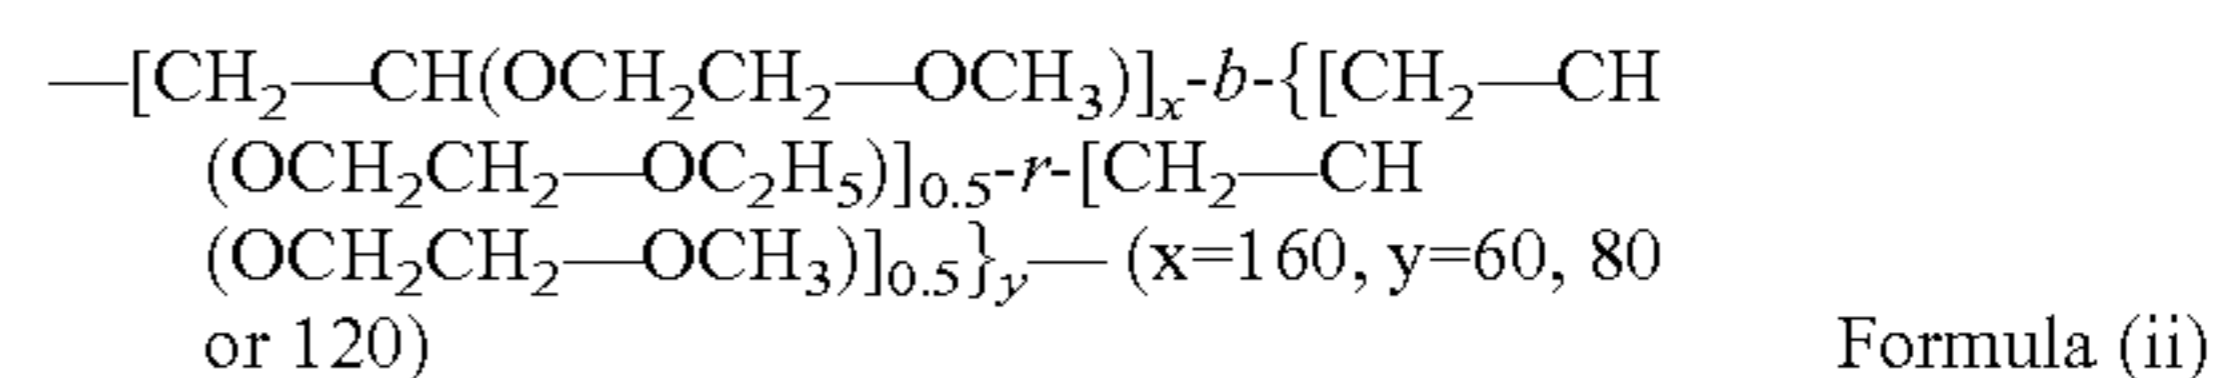 —[CH₂—CH(OCH₂CH₂—OCH₃)]ₓ-b-{[CH₂—CH
(OCH₂CH₂—OC₂H₅)]₀.₅-r-[CH₂—CH
(OCH₂CH₂—OCH₃)]₀.₅}y— (x=160, y=60, 80
or 120) Formula (ii)